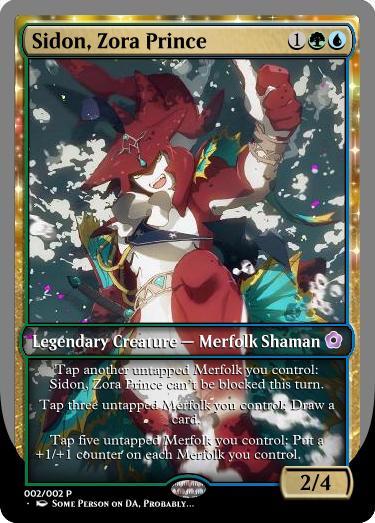 Sidon, Zora Prince 1
Legendary Creature — Merfolk Shaman
Tap another untapped Merfolk you control:
Sidon, Zora Prince can't be blocked this turn.
Tap three untapped Merfolk you control: Draw a
card.
Tap five untapped Merfolk you control: Put a
+1/+1 counter on each Merfolk you control.
2/4
002/002 P
· Some Person on DA, Probably...